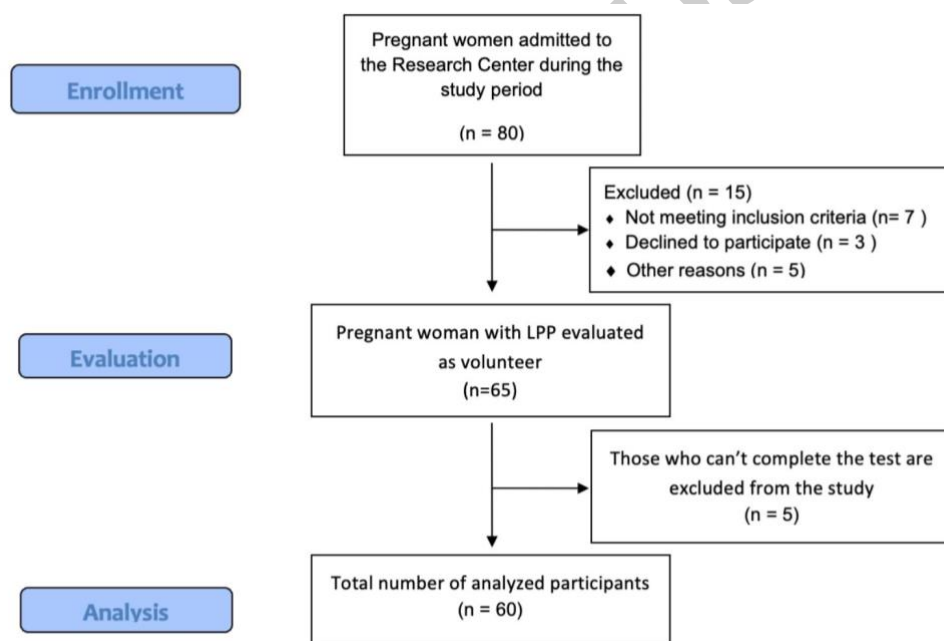 Enrollment
Pregnant women admitted to
the Research Center during the
study period
(n = 80)
Excluded (n = 15)
♦ Not meeting inclusion criteria (n= 7 )
♦ Declined to participate (n = 3 )
♦ Other reasons (n = 5)
Evaluation
Pregnant woman with LPP evaluated
as volunteer
(n=65)
Those who can't complete the test are
excluded from the study
(n = 5)
Analysis
Total number of analyzed participants
(n = 60)